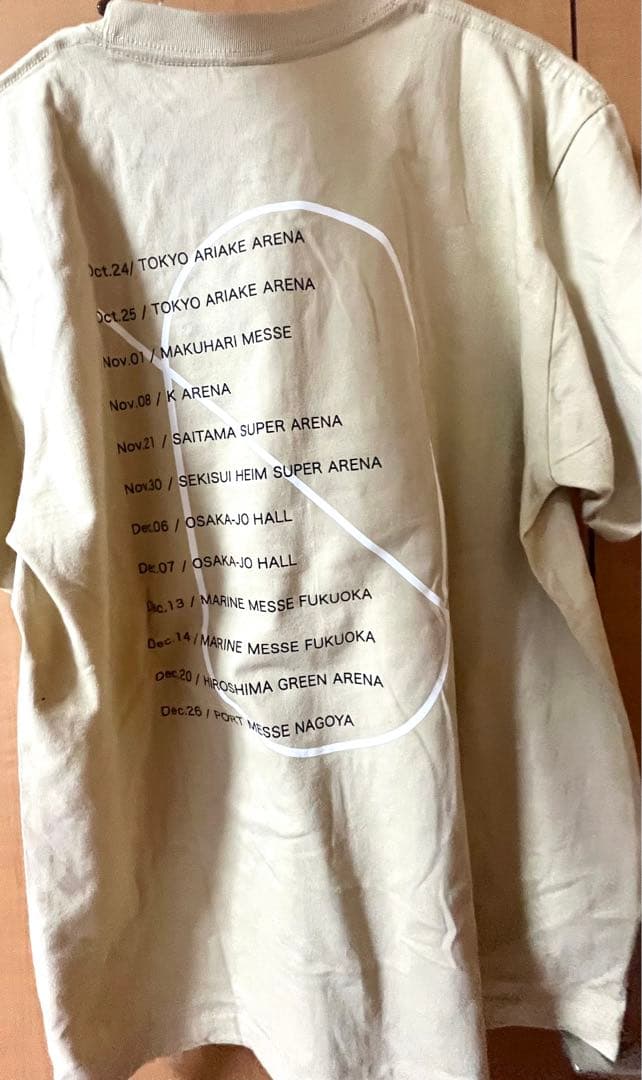 Oct.24/ TOKYO ARIAKE ARENA
Oct.25 / TOKYO ARIAKE ARENA
Nov.01 / MAKUHARI MESSE
Nov.08 / K ARENA
Nov.21 / SAITAMA SUPER ARENA
Nov.30 / SEKISUI HEIM SUPER ARENA
Dec.06 / OSAKA-JO HALL
Dec.07 / OSAKA-JO HALL
Dec.13 / MARINE MESSE FUKUOKA
Dec.14 / MARINE MESSE FUKUOKA
Dec.20 / HIROSHIMA GREEN ARENA
Dec.26 / PORT MESSE NAGOYA